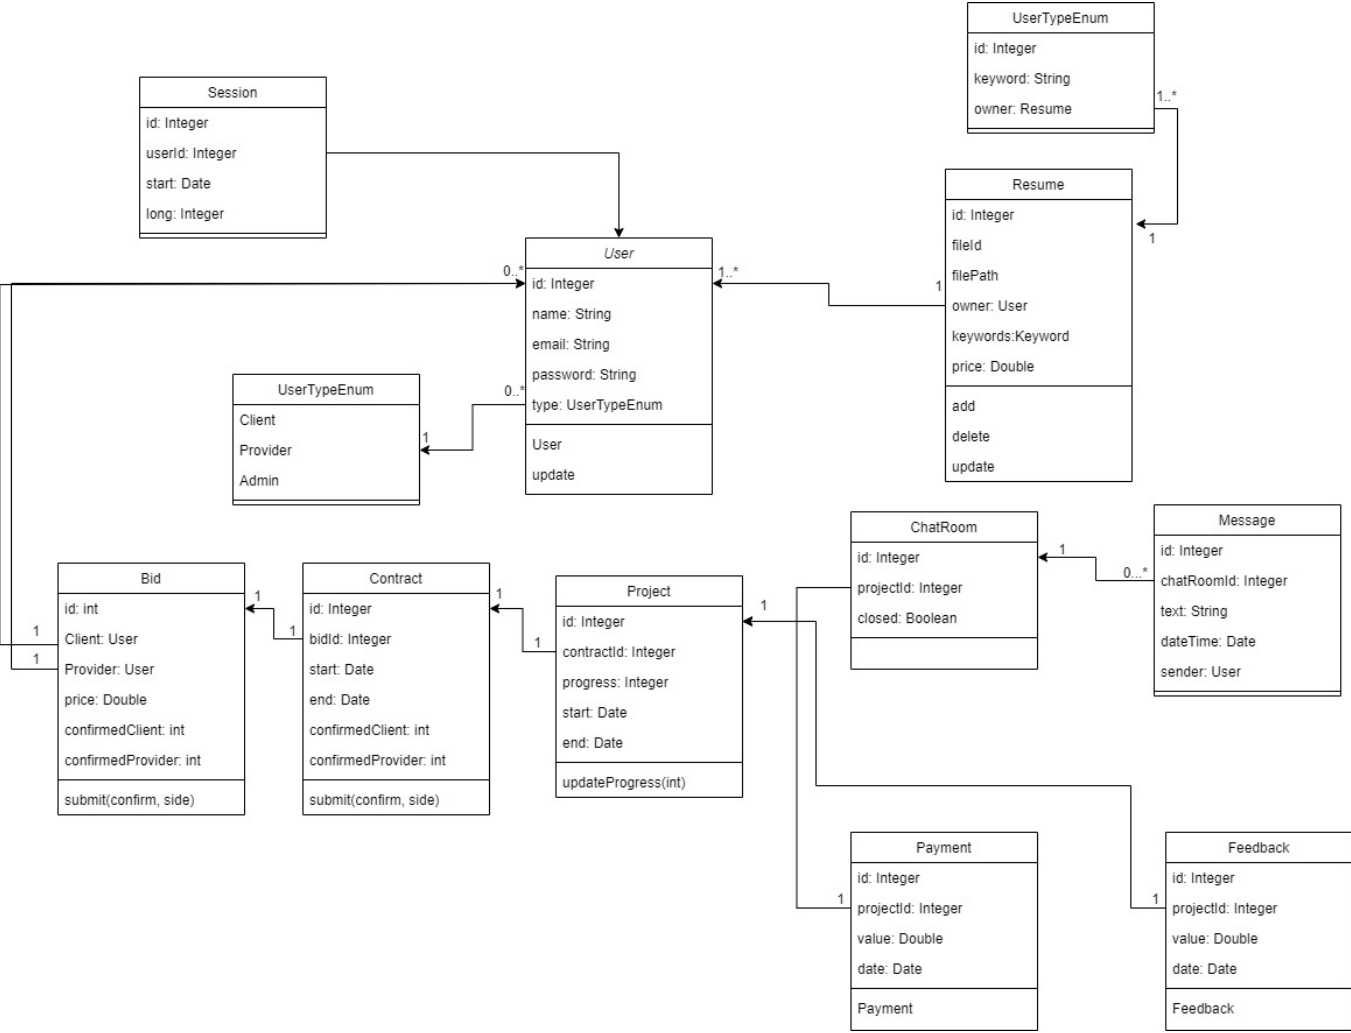 UserTypeEnum
id: Integer
keyword: String
owner: Resume
1..*
1
Session
id: Integer
userId: Integer
start: Date
long: Integer
Resume
id: Integer
fileId
filePath
owner: User
keywords:Keyword
price: Double
add
delete
update
1
1..*
User
id: Integer
name: String
email: String
password: String
type: UserTypeEnum
User
update
0..*
0..*
1
UserTypeEnum
Client
Provider
Admin
Bid
id: int
Client: User
Provider: User
price: Double
confirmedClient: int
confirmedProvider: int
submit(confirm, side)
1
1
1
1
Contract
id: Integer
bidId: Integer
start: Date
end: Date
confirmedClient: int
confirmedProvider: int
submit(confirm, side)
1
1
Project
id: Integer
contractId: Integer
progress: Integer
start: Date
end: Date
updateProgress(int)
1
ChatRoom
id: Integer
projectId: Integer
closed: Boolean
1
0...*
Message
id: Integer
chatRoomId: Integer
text: String
dateTime: Date
sender: User
Payment
id: Integer
projectId: Integer
value: Double
date: Date
Payment
1
Feedback
id: Integer
projectId: Integer
value: Double
date: Date
Feedback
1